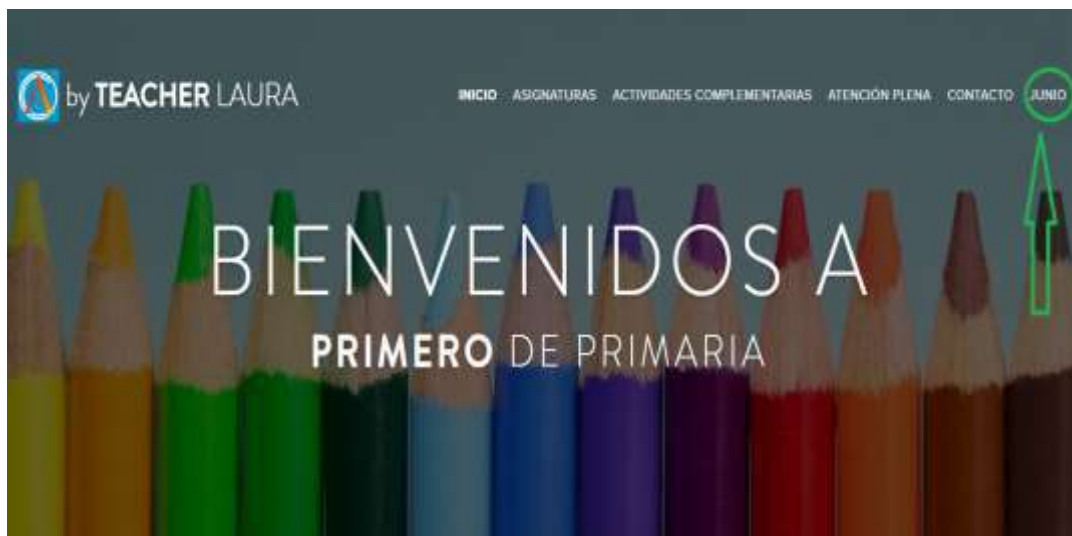 by TEACHER LAURA
INICIO ASIGNATURAS ACTIVIDADES COMPLEMENTARIAS ATENCIÓN PLENA CONTACTO JUNIO
BIENVENIDOS A
PRIMERO DE PRIMARIA